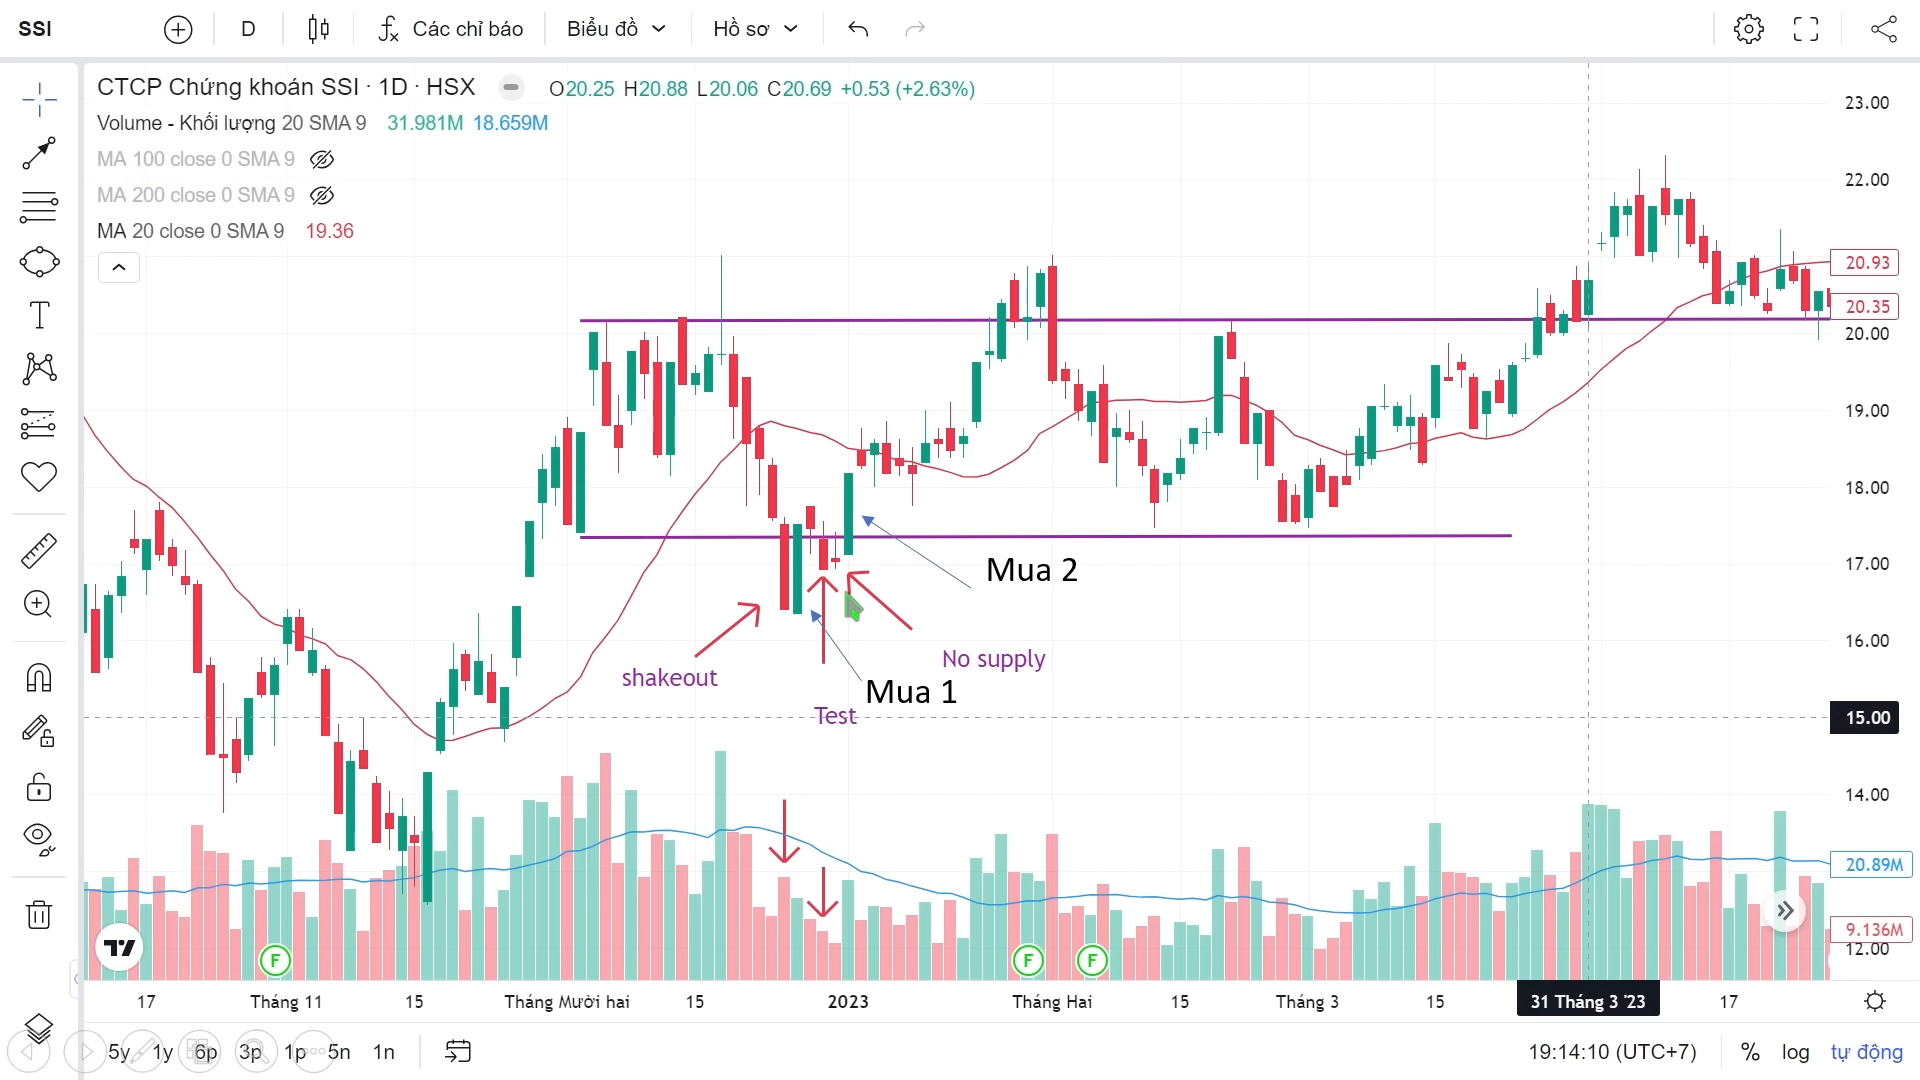 SSI
D
Các chỉ báo
Biểu đồ
Hồ sơ
CTCP Chứng khoán SSI · 1D · HSX
O20.25 H20.88 L20.06 C20.69 +0.53 (+2.63%)
Volume - Khối lượng 20 SMA 9 31.981M 18.659M
MA 100 close 0 SMA 9
MA 200 close 0 SMA 9
MA 20 close 0 SMA 9 19.36
23.00
22.00
20.93
20.35
20.00
19.00
18.00
17.00
16.00
15.00
14.00
20.89M
9.136M
12.00
Mua 2
No supply
shakeout
Mua 1
Test
F
F
F
17
Tháng 11
15
Tháng Mười hai
15
2023
Tháng Hai
15
Tháng 3
15
31 Tháng 3 '23
17
5y
1y
6p
3p
1p
5n
1n
19:14:10 (UTC+7)
%
log
tự động